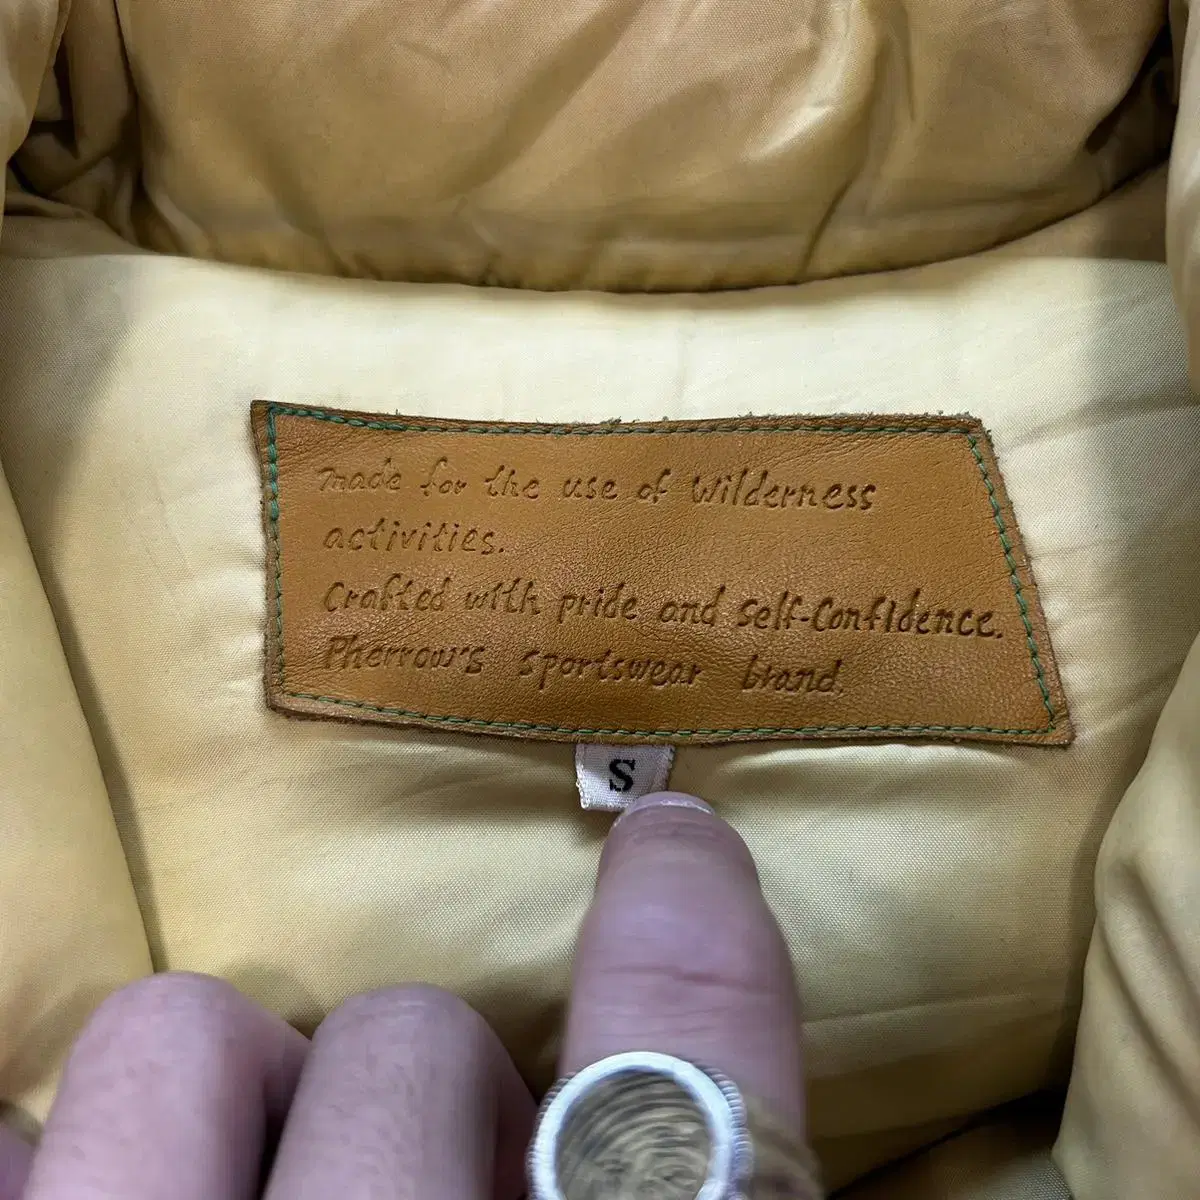 made for the use of Wilderness
activities.
Crafted with pride and Self-Confidence.
Pherrow's sportswear brand.
S